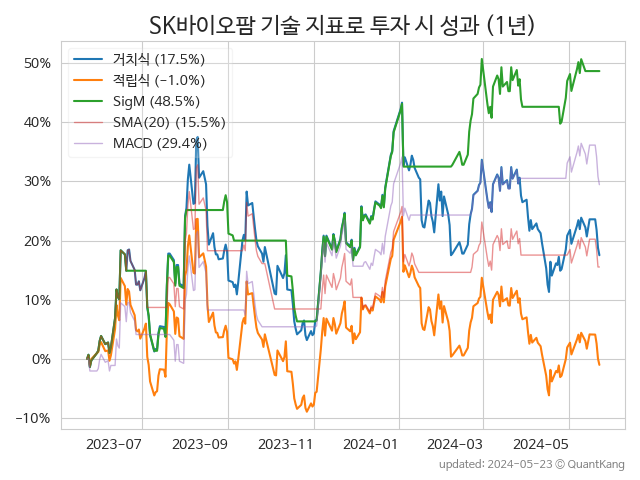 SK바이오팜 기술 지표로 투자 시 성과 (1년)
거치식 (17.5%)
적립식 (−1.0%)
SigM (48.5%)
SMA(20) (15.5%)
MACD (29.4%)
50%
40%
30%
20%
10%
0%
−10%
2023−07 2023−09 2023−11 2024−01 2024−03 2024−05
updated: 2024-05-23 © QuantKang